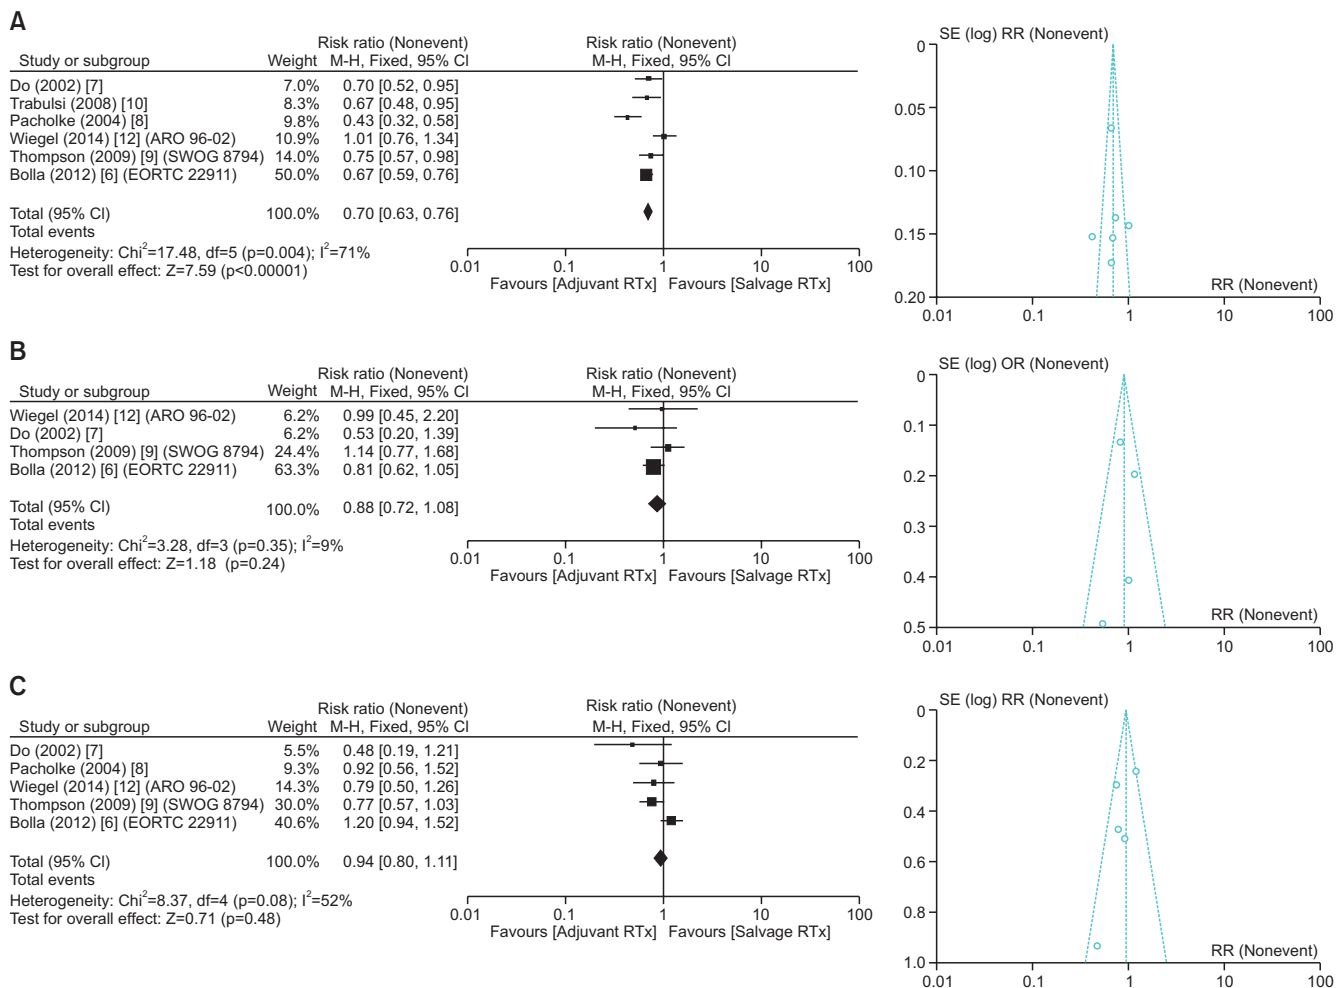 A
Risk ratio (Nonevent) Risk ratio (Nonevent)
Study or subgroup Weight M-H, Fixed, 95% CI M-H, Fixed, 95% CI
Do (2002) [7] 7.0% 0.70 [0.52, 0.95]
Trabulsi (2008) [10] 8.3% 0.67 [0.48, 0.95]
Pacholke (2004) [8] 9.8% 0.43 [0.32, 0.58]
Wiegel (2014) [12] (ARO 96-02) 10.9% 1.01 [0.76, 1.34]
Thompson (2009) [9] (SWOG 8794) 14.0% 0.75 [0.57, 0.98]
Bolla (2012) [6] (EORTC 22911) 50.0% 0.67 [0.59, 0.76]
Total (95% CI) 100.0% 0.70 [0.63, 0.76]
Total events
Heterogeneity: Chi²=17.48, df=5 (p=0.004); I²=71%
Test for overall effect: Z=7.59 (p<0.00001)
0.01 0.1 1 10 100
Favours [Adjuvant RTx] Favours [Salvage RTx]
SE (log) RR (Nonevent)
0
0.05
0.10
0.15
0.20
RR (Nonevent)
0.01 0.1 1 10 100
B
Risk ratio (Nonevent) Risk ratio (Nonevent)
Study or subgroup Weight M-H, Fixed, 95% CI M-H, Fixed, 95% CI
Wiegel (2014) [12] (ARO 96-02) 6.2% 0.99 [0.45, 2.20]
Do (2002) [7] 6.2% 0.53 [0.20, 1.39]
Thompson (2009) [9] (SWOG 8794) 24.4% 1.14 [0.77, 1.68]
Bolla (2012) [6] (EORTC 22911) 63.3% 0.81 [0.62, 1.05]
Total (95% CI) 100.0% 0.88 [0.72, 1.08]
Total events
Heterogeneity: Chi²=3.28, df=3 (p=0.35); I²=9%
Test for overall effect: Z=1.18 (p=0.24)
0.01 0.1 1 10 100
Favours [Adjuvant RTx] Favours [Salvage RTx]
SE (log) OR (Nonevent)
0
0.1
0.2
0.3
0.4
0.5
RR (Nonevent)
0.01 0.1 1 10 100
C
Risk ratio (Nonevent) Risk ratio (Nonevent)
Study or subgroup Weight M-H, Fixed, 95% CI M-H, Fixed, 95% CI
Do (2002) [7] 5.5% 0.48 [0.19, 1.21]
Pacholke (2004) [8] 9.3% 0.92 [0.56, 1.52]
Wiegel (2014) [12] (ARO 96-02) 14.3% 0.79 [0.50, 1.26]
Thompson (2009) [9] (SWOG 8794) 30.0% 0.77 [0.57, 1.03]
Bolla (2012) [6] (EORTC 22911) 40.6% 1.20 [0.94, 1.52]
Total (95% CI) 100.0% 0.94 [0.80, 1.11]
Total events
Heterogeneity: Chi²=8.37, df=4 (p=0.08); I²=52%
Test for overall effect: Z=0.71 (p=0.48)
0.01 0.1 1 10 100
Favours [Adjuvant RTx] Favours [Salvage RTx]
SE (log) RR (Nonevent)
0
0.2
0.4
0.6
0.8
1.0
RR (Nonevent)
0.01 0.1 1 10 100